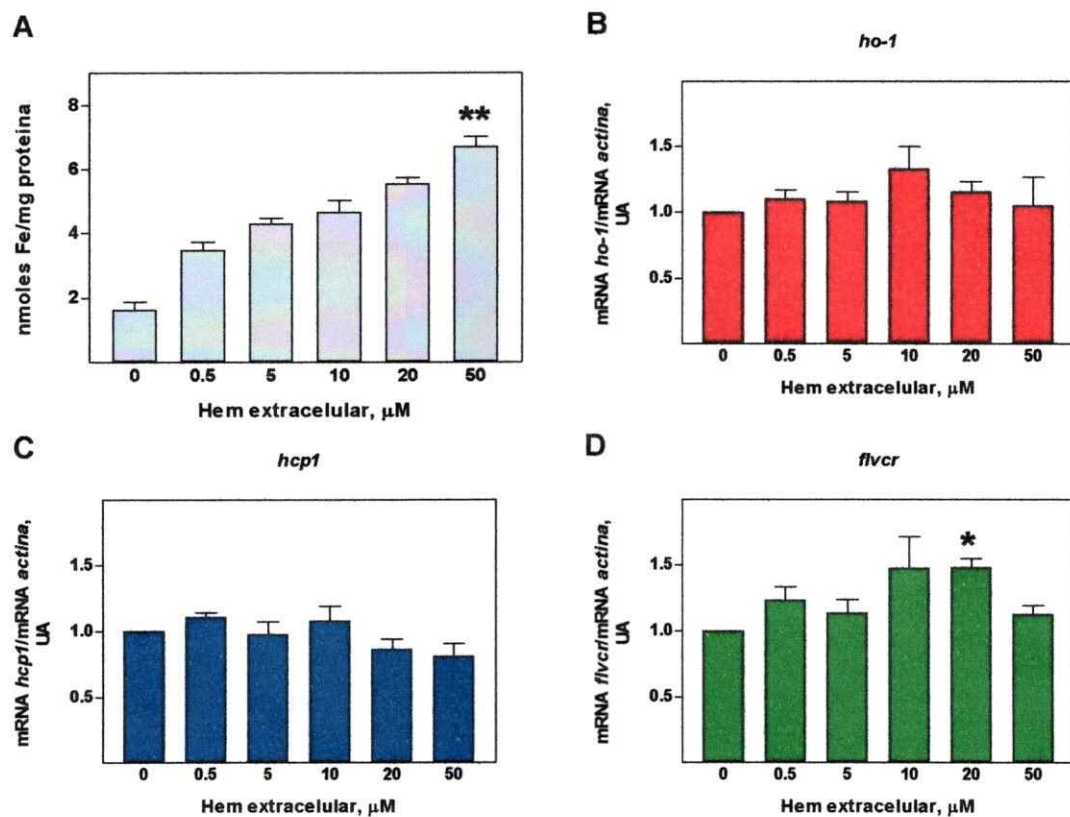 A
nmoles Fe/mg proteina
8
6
4
2
**
0 0.5 5 10 20 50
Hem extracelular, μM
B
ho-1
mRNA ho-1/mRNA actina,
UA
1.5
1.0
0.5
0 0.5 5 10 20 50
Hem extracelular, μM
C
hcp1
mRNA hcp1/mRNA actina,
UA
1.5
1.0
0.5
0 0.5 5 10 20 50
Hem extracelular, μM
D
flvcr
mRNA flvcr/mRNA actina,
UA
1.5
1.0
0.5
*
0 0.5 5 10 20 50
Hem extracelular, μM